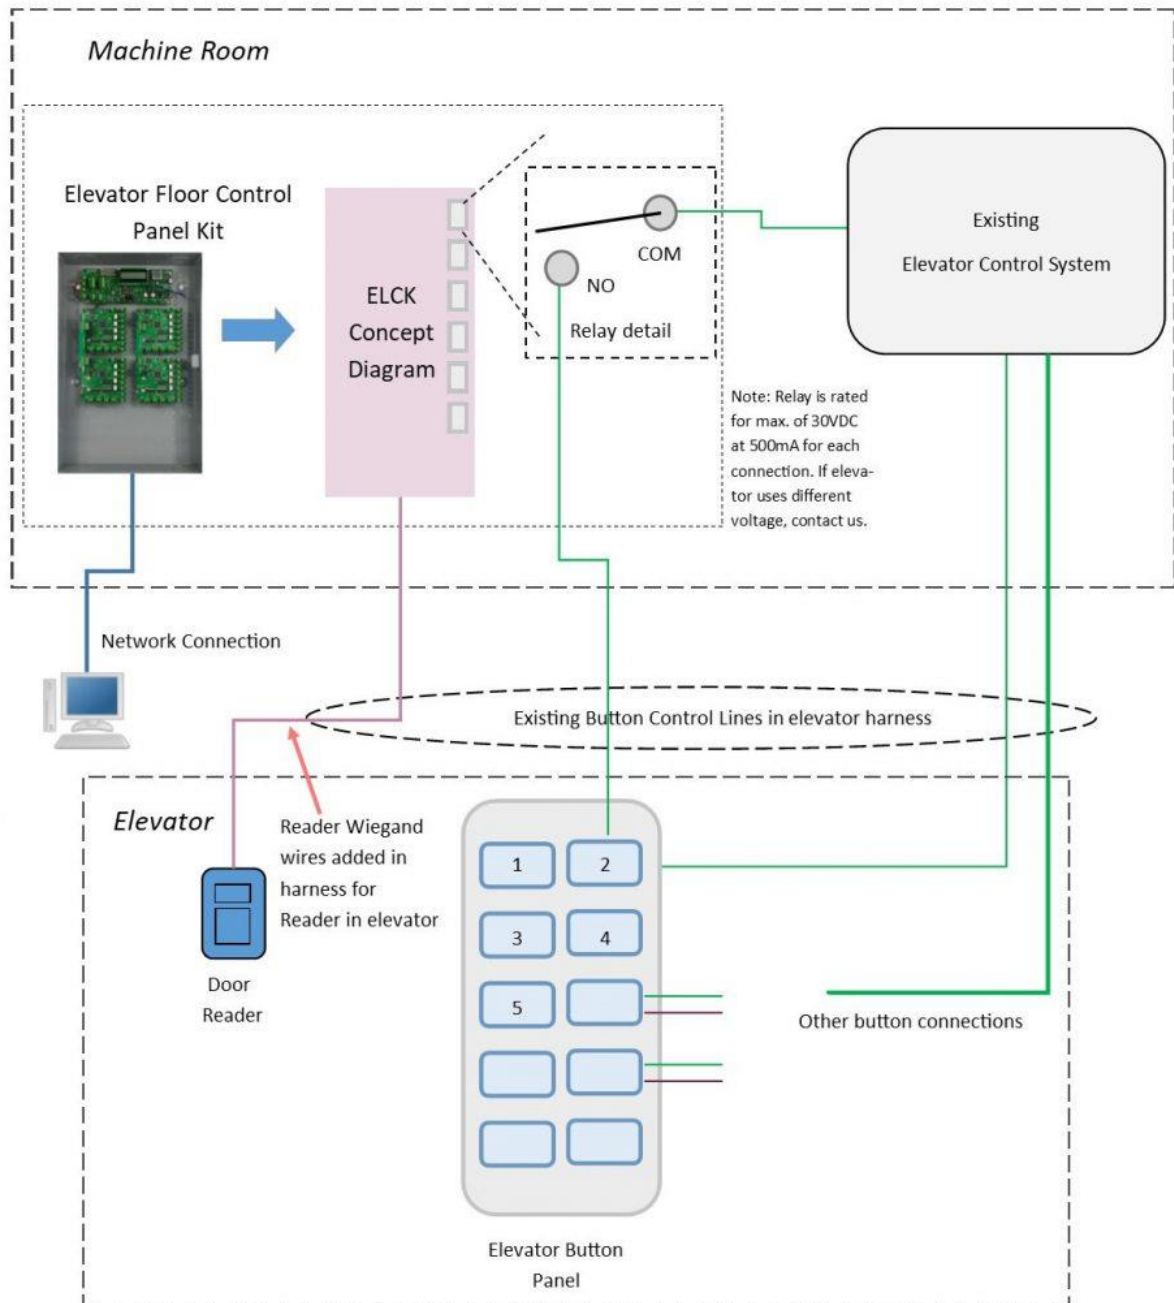 Machine Room
Elevator Floor Control
Panel Kit
ELCK
Concept
Diagram
COM
NO
Relay detail
Existing
Elevator Control System
Note: Relay is rated
for max. of 30VDC
at 500mA for each
connection. If eleva-
tor uses different
voltage, contact us.
Network Connection
Existing Button Control Lines in elevator harness
Elevator
Reader Wiegand
wires added in
harness for
Reader in elevator
Door
Reader
1
2
3
4
5
Other button connections
Elevator Button
Panel